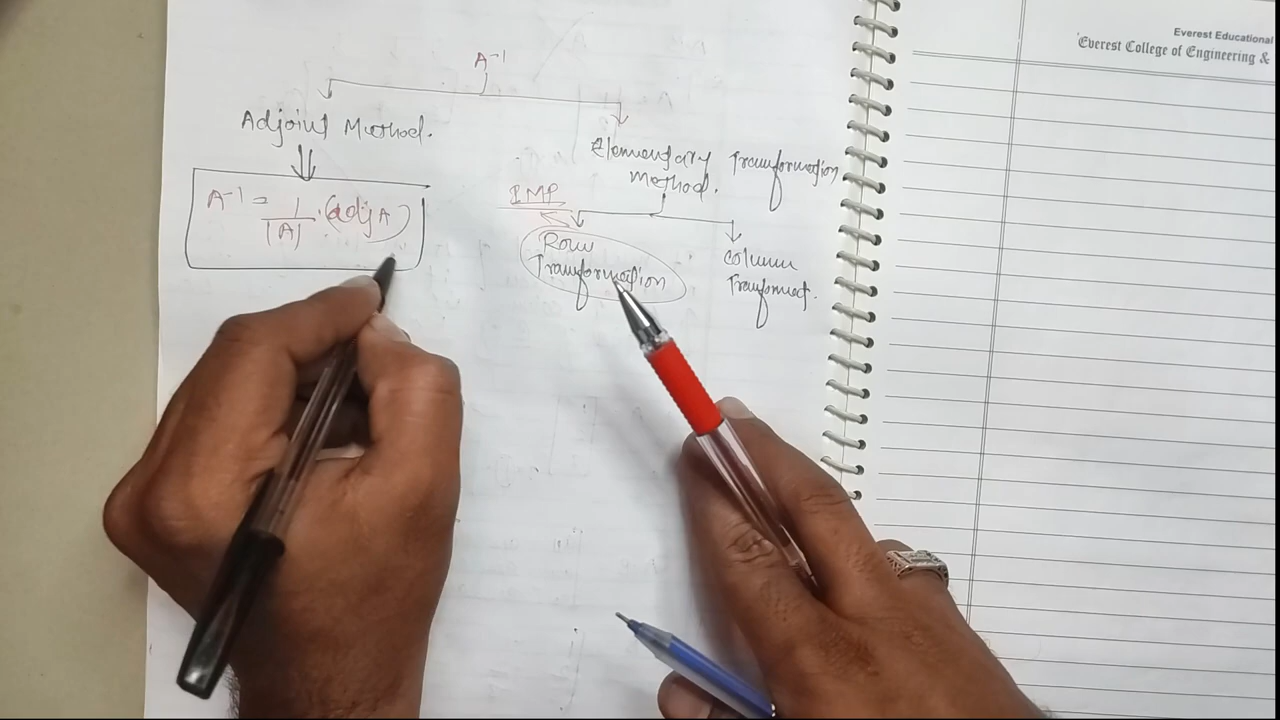 A⁻¹
Adjoint Method.
A⁻¹ = 1/|A| · (adj A)
Elementary Transformation
Method.
IMP
Row
Transformation
Column
Transformat.
Everest Educational
Everest College of Engineering &